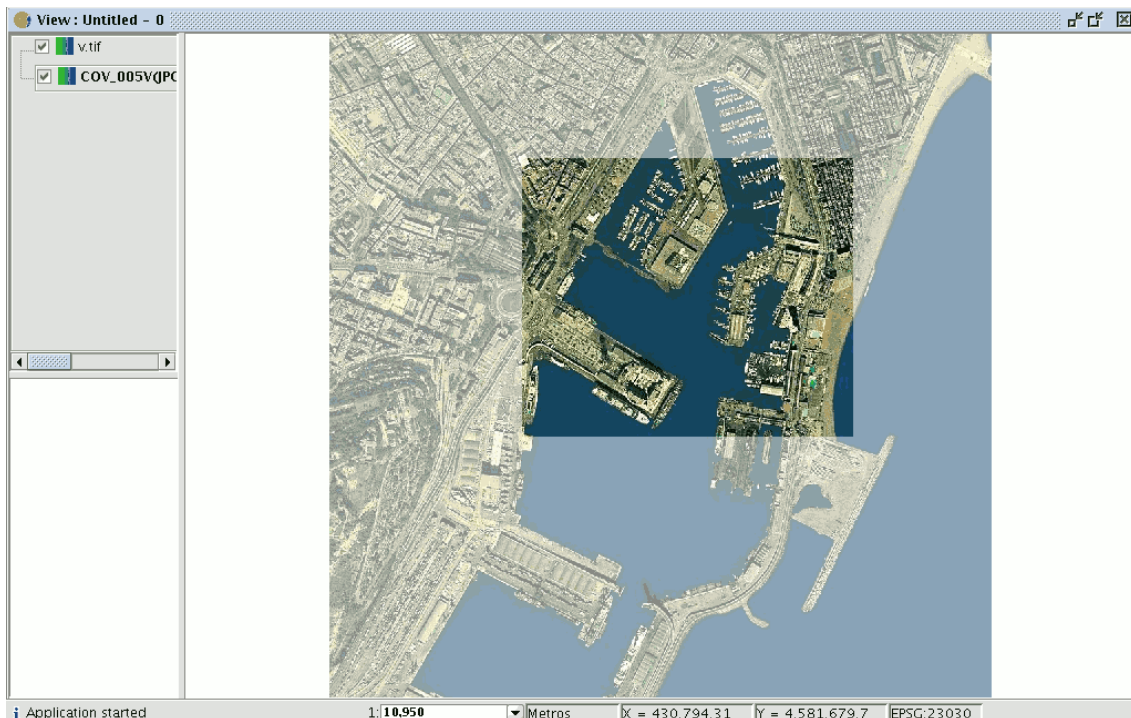 View : Untitled - 0
v.tif
COV_005V(JPG
i Application started
1: 10,950
Metros
X = 430.794,31
Y = 4.581.679,7
EPSG:23030